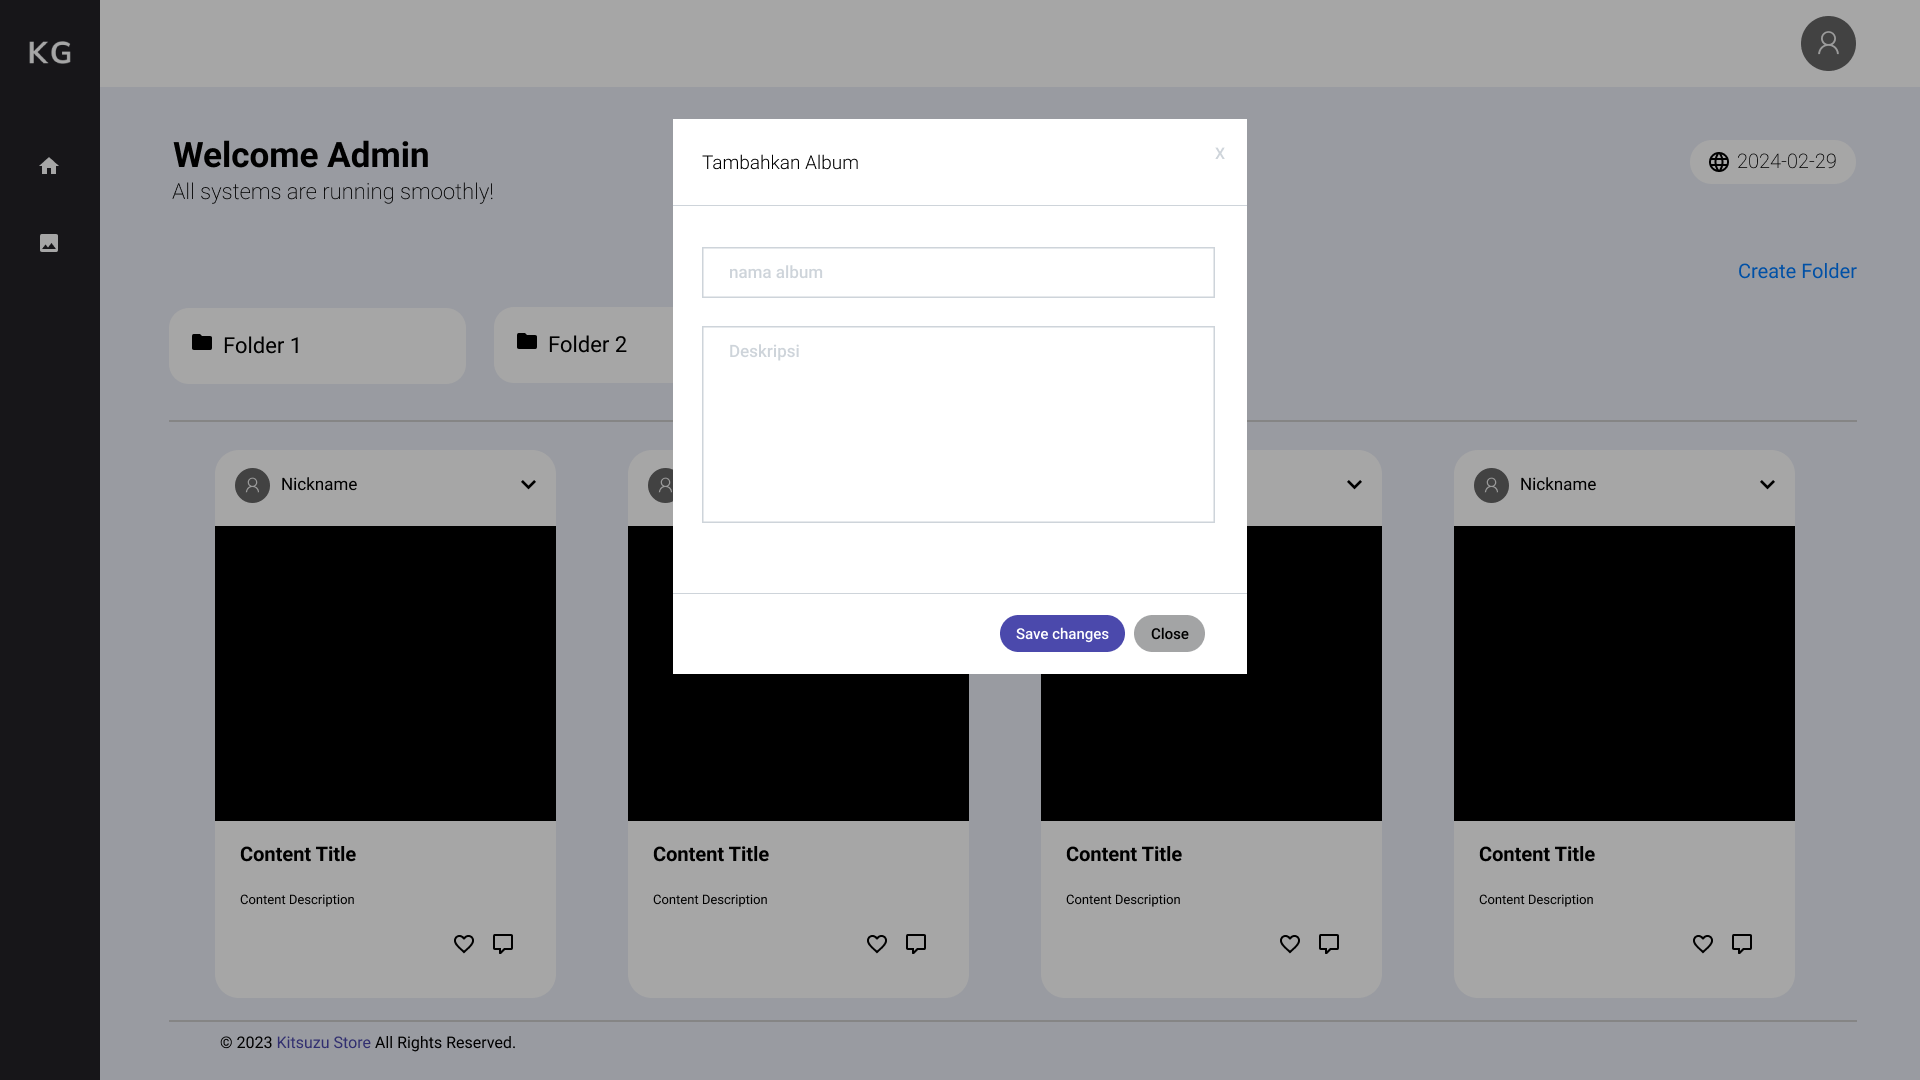 KG
Welcome Admin
All systems are running smoothly!
2024-02-29
Create Folder
Folder 1
Folder 2
Tambahkan Album
X
nama album
Deskripsi
Save changes
Close
Nickname
Nickname
Content Title
Content Description
Content Title
Content Description
Content Title
Content Description
Content Title
Content Description
© 2023 Kitsuzu Store All Rights Reserved.